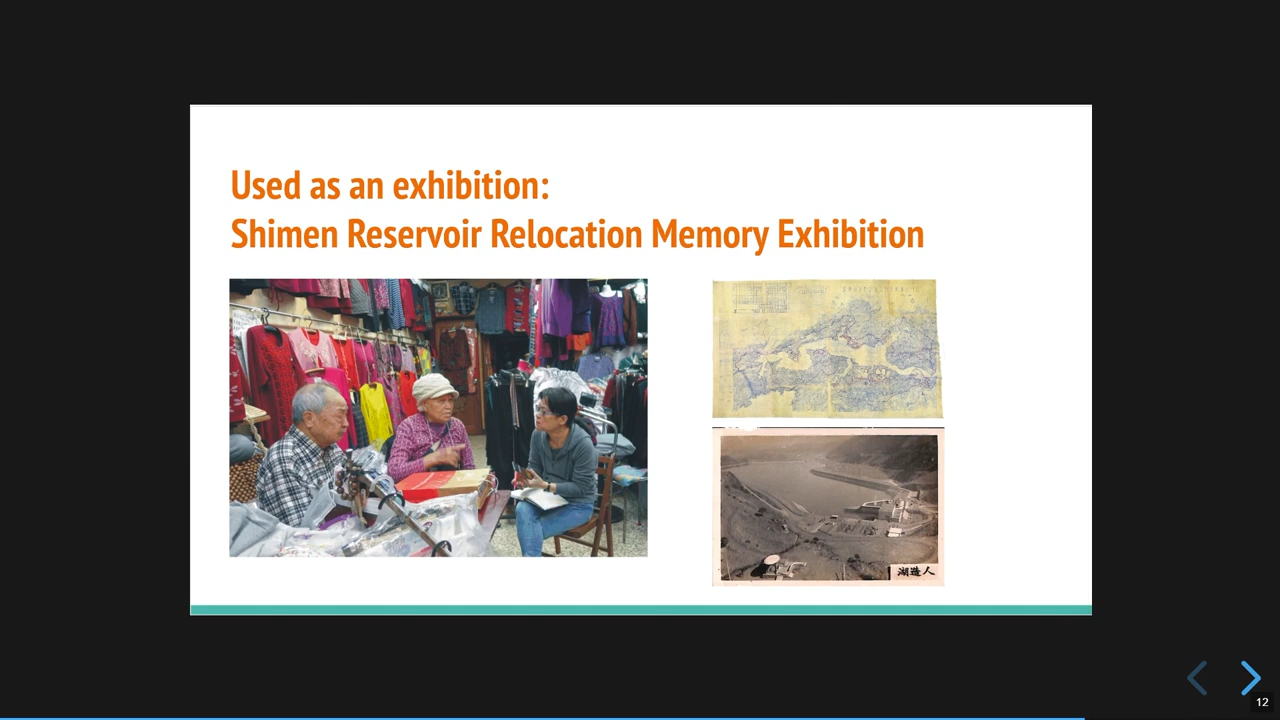 Used as an exhibition:
Shimen Reservoir Relocation Memory Exhibition
湖造人
12